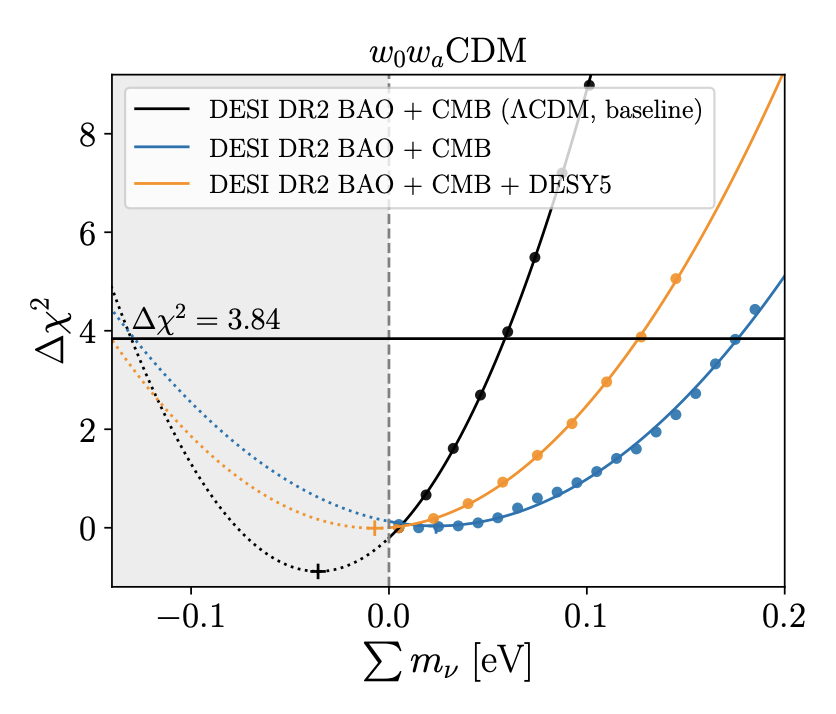 w₀wₐCDM
DESI DR2 BAO + CMB (ΛCDM, baseline)
DESI DR2 BAO + CMB
DESI DR2 BAO + CMB + DESY5
Δχ² = 3.84
Δχ²
8
6
4
2
0
−0.1
0.0
0.1
0.2
∑ mᵥ [eV]